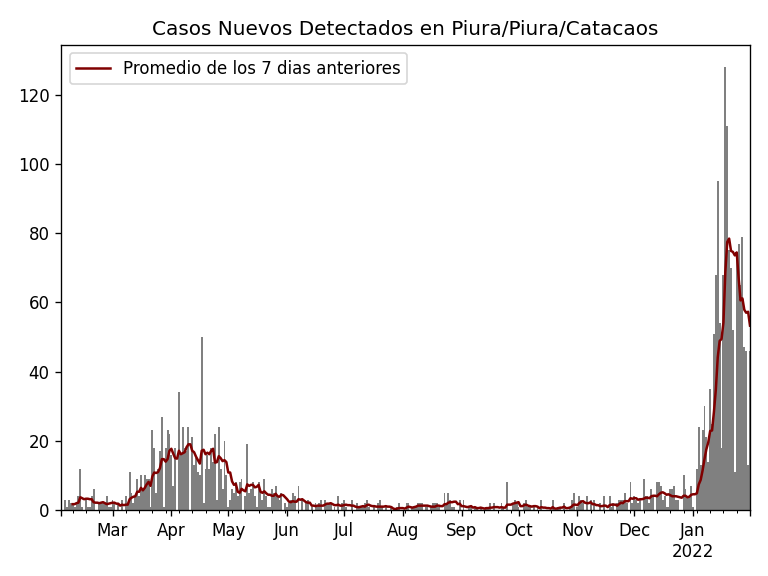 Casos Nuevos Detectados en Piura/Piura/Catacaos
Promedio de los 7 dias anteriores
120
100
80
60
40
20
0
Mar Apr May Jun Jul Aug Sep Oct Nov Dec Jan
2022